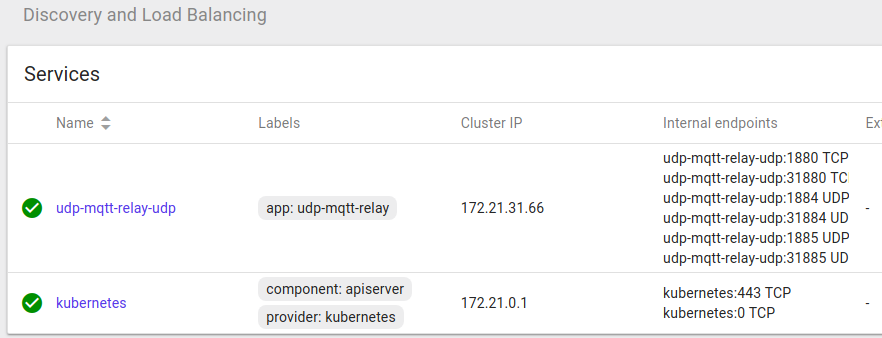 Discovery and Load Balancing
Services
Name Labels Cluster IP Internal endpoints Ex
udp-mqtt-relay-udp:1880 TCP
udp-mqtt-relay-udp:31880 TC
udp-mqtt-relay-udp app: udp-mqtt-relay 172.21.31.66 udp-mqtt-relay-udp:1884 UDP -
udp-mqtt-relay-udp:31884 UD
udp-mqtt-relay-udp:1885 UDP
udp-mqtt-relay-udp:31885 UD
component: apiserver
kubernetes 172.21.0.1 kubernetes:443 TCP -
provider: kubernetes kubernetes:0 TCP